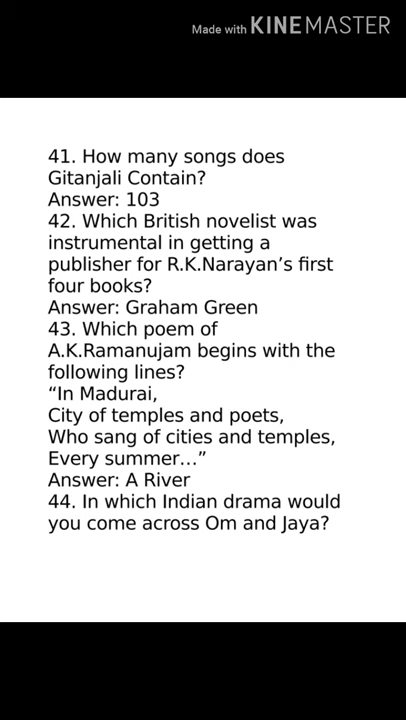 Made with KINEMASTER
41. How many songs does
Gitanjali Contain?
Answer: 103
42. Which British novelist was
instrumental in getting a
publisher for R.K.Narayan’s first
four books?
Answer: Graham Green
43. Which poem of
A.K.Ramanujam begins with the
following lines?
“In Madurai,
City of temples and poets,
Who sang of cities and temples,
Every summer…”
Answer: A River
44. In which Indian drama would
you come across Om and Jaya?